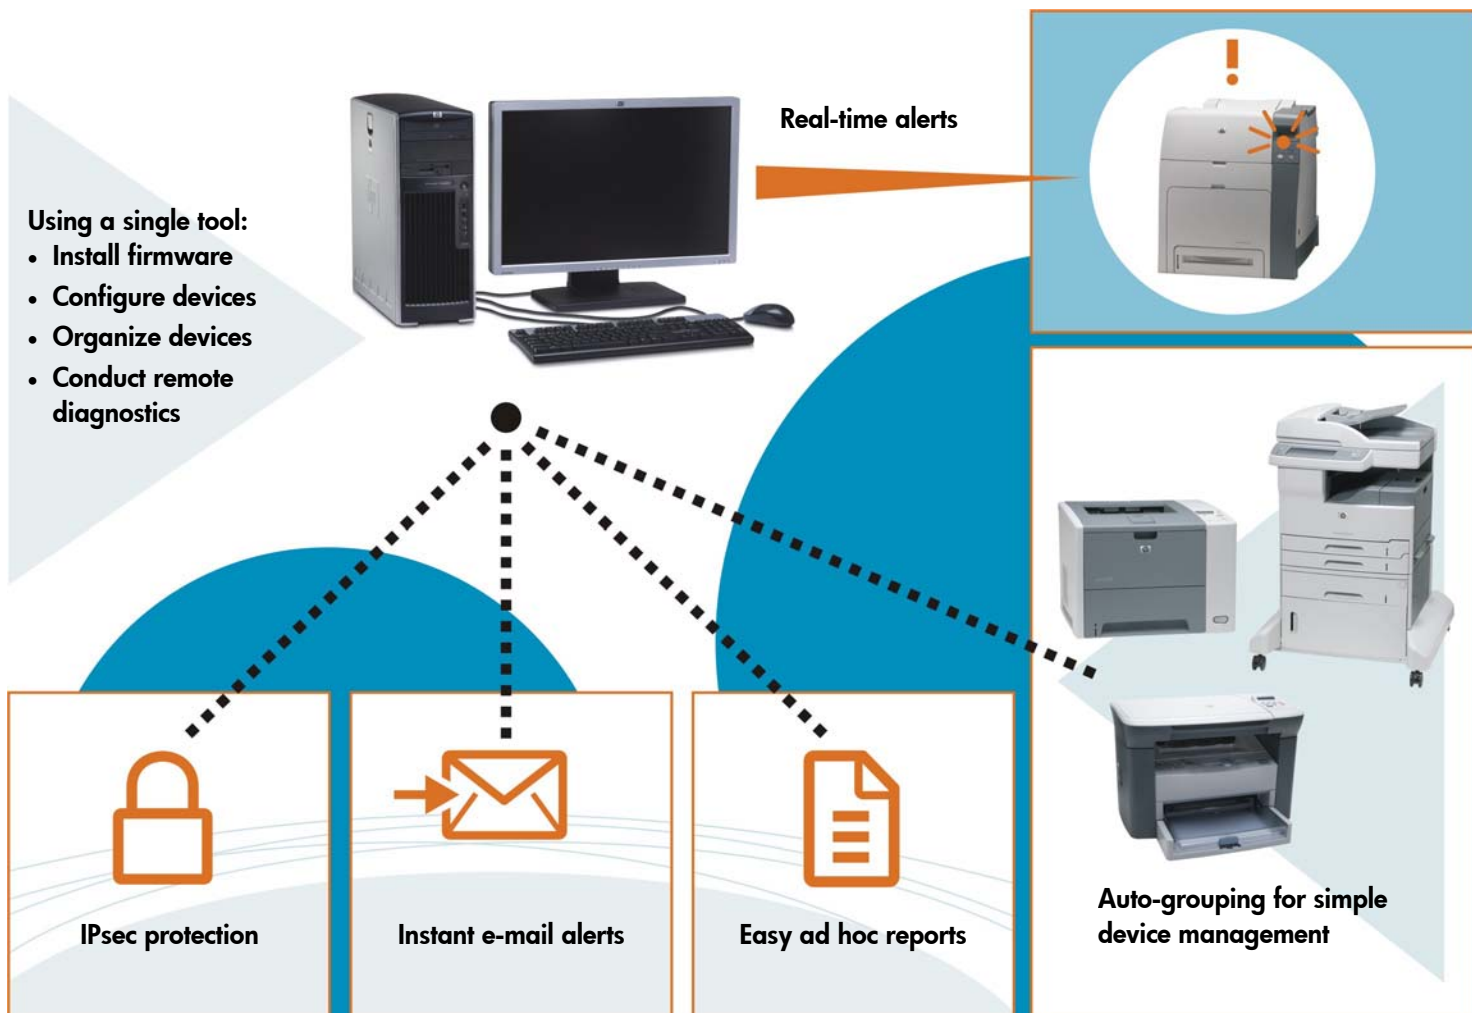 Real-time alerts
Using a single tool:
• Install firmware
• Configure devices
• Organize devices
• Conduct remote
diagnostics
IPsec protection
Instant e-mail alerts
Easy ad hoc reports
Auto-grouping for simple
device management